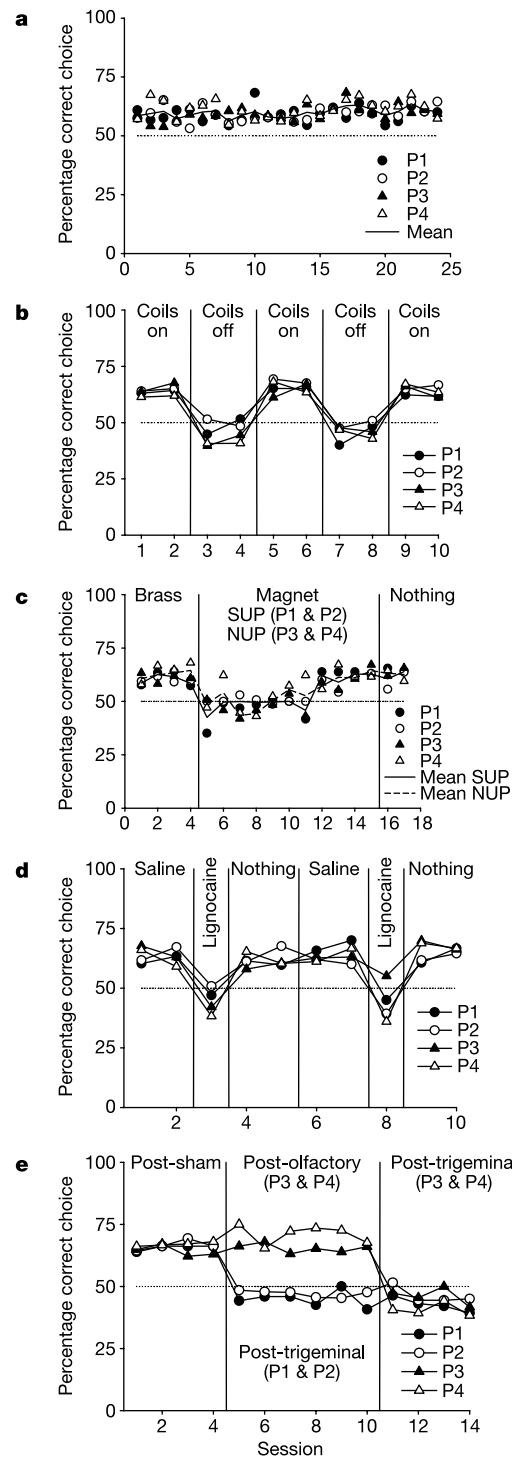 a
Percentage correct choice
100
75
50
25
0
P1
P2
P3
P4
Mean
0 5 10 15 20 25
b
Percentage correct choice
100
75
50
25
0
Coils on
Coils off
Coils on
Coils off
Coils on
P1
P2
P3
P4
1 2 3 4 5 6 7 8 9 10
c
Percentage correct choice
100
75
50
25
0
Brass
Magnet
SUP (P1 & P2)
NUP (P3 & P4)
Nothing
P1
P2
P3
P4
Mean SUP
Mean NUP
0 2 4 6 8 10 12 14 16 18
d
Percentage correct choice
100
75
50
25
0
Saline
Lignocaine
Nothing
Saline
Lignocaine
Nothing
P1
P2
P3
P4
2 4 6 8 10
e
Percentage correct choice
100
75
50
25
0
Post-sham
Post-olfactory
(P3 & P4)
Post-trigemina
(P3 & P4)
Post-trigeminal
(P1 & P2)
P1
P2
P3
P4
2 4 6 8 10 12 14
Session